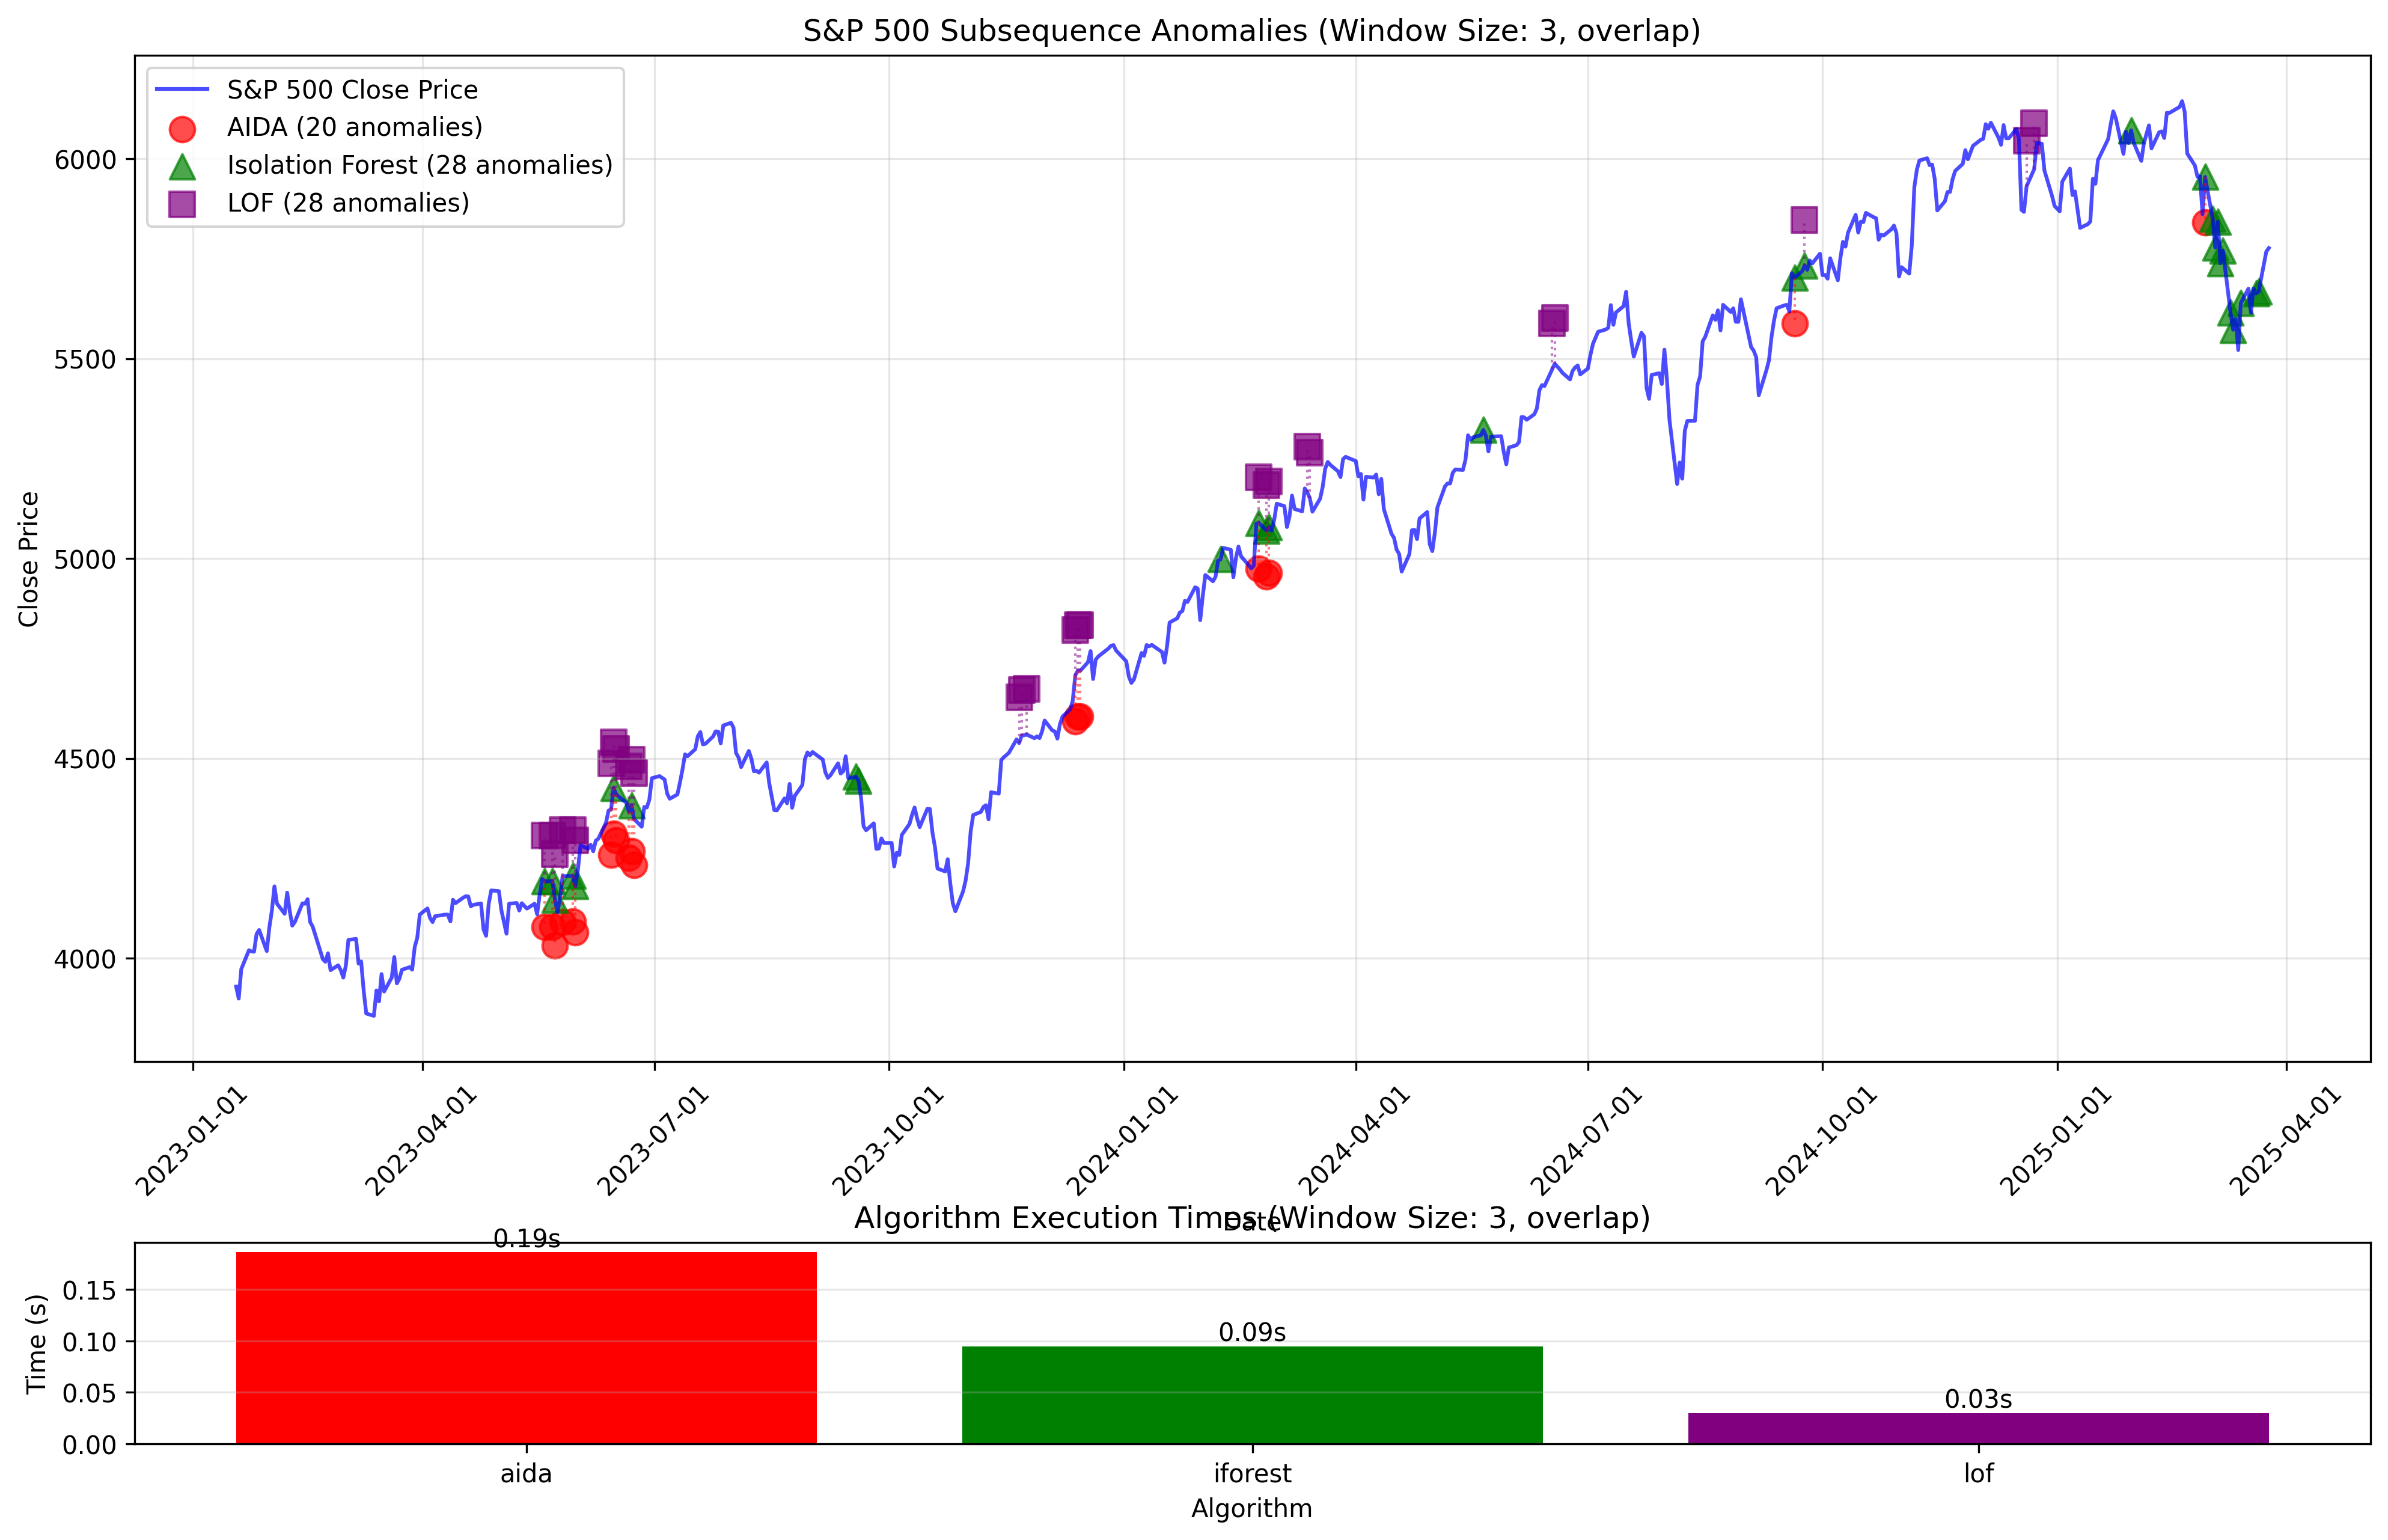 S&P 500 Subsequence Anomalies (Window Size: 3, overlap)
S&P 500 Close Price
AIDA (20 anomalies)
Isolation Forest (28 anomalies)
LOF (28 anomalies)
Close Price
6000
5500
5000
4500
4000
2023-01-01
2023-04-01
2023-07-01
2023-10-01
2024-01-01
2024-04-01
2024-07-01
2024-10-01
2025-01-01
2025-04-01
Date
Algorithm Execution Times (Window Size: 3, overlap)
Time (s)
0.15
0.10
0.05
0.00
0.19s
0.09s
0.03s
aida
iforest
lof
Algorithm